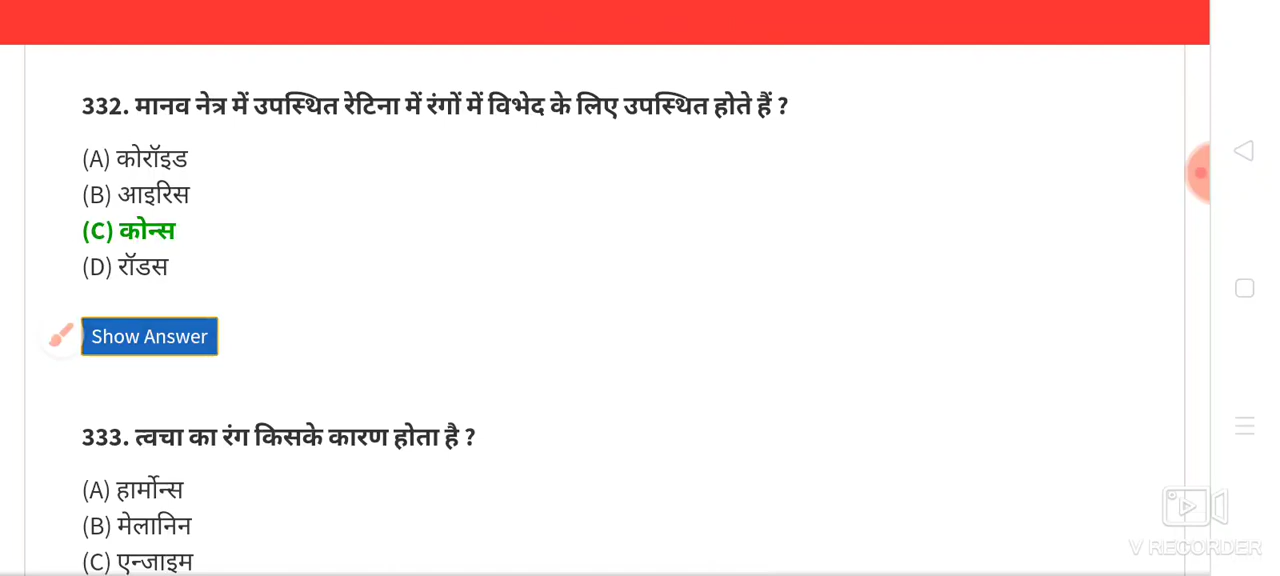 332. मानव नेत्र में उपस्थित रेटिना में रंगों में विभेद के लिए उपस्थित होते हैं ?
(A) कोरॉइड
(B) आइरिस
(C) कोन्स
(D) रॉडस
Show Answer
333. त्वचा का रंग किसके कारण होता है ?
(A) हार्मोन्स
(B) मेलानिन
(C) एन्जाइम
V RECORDER